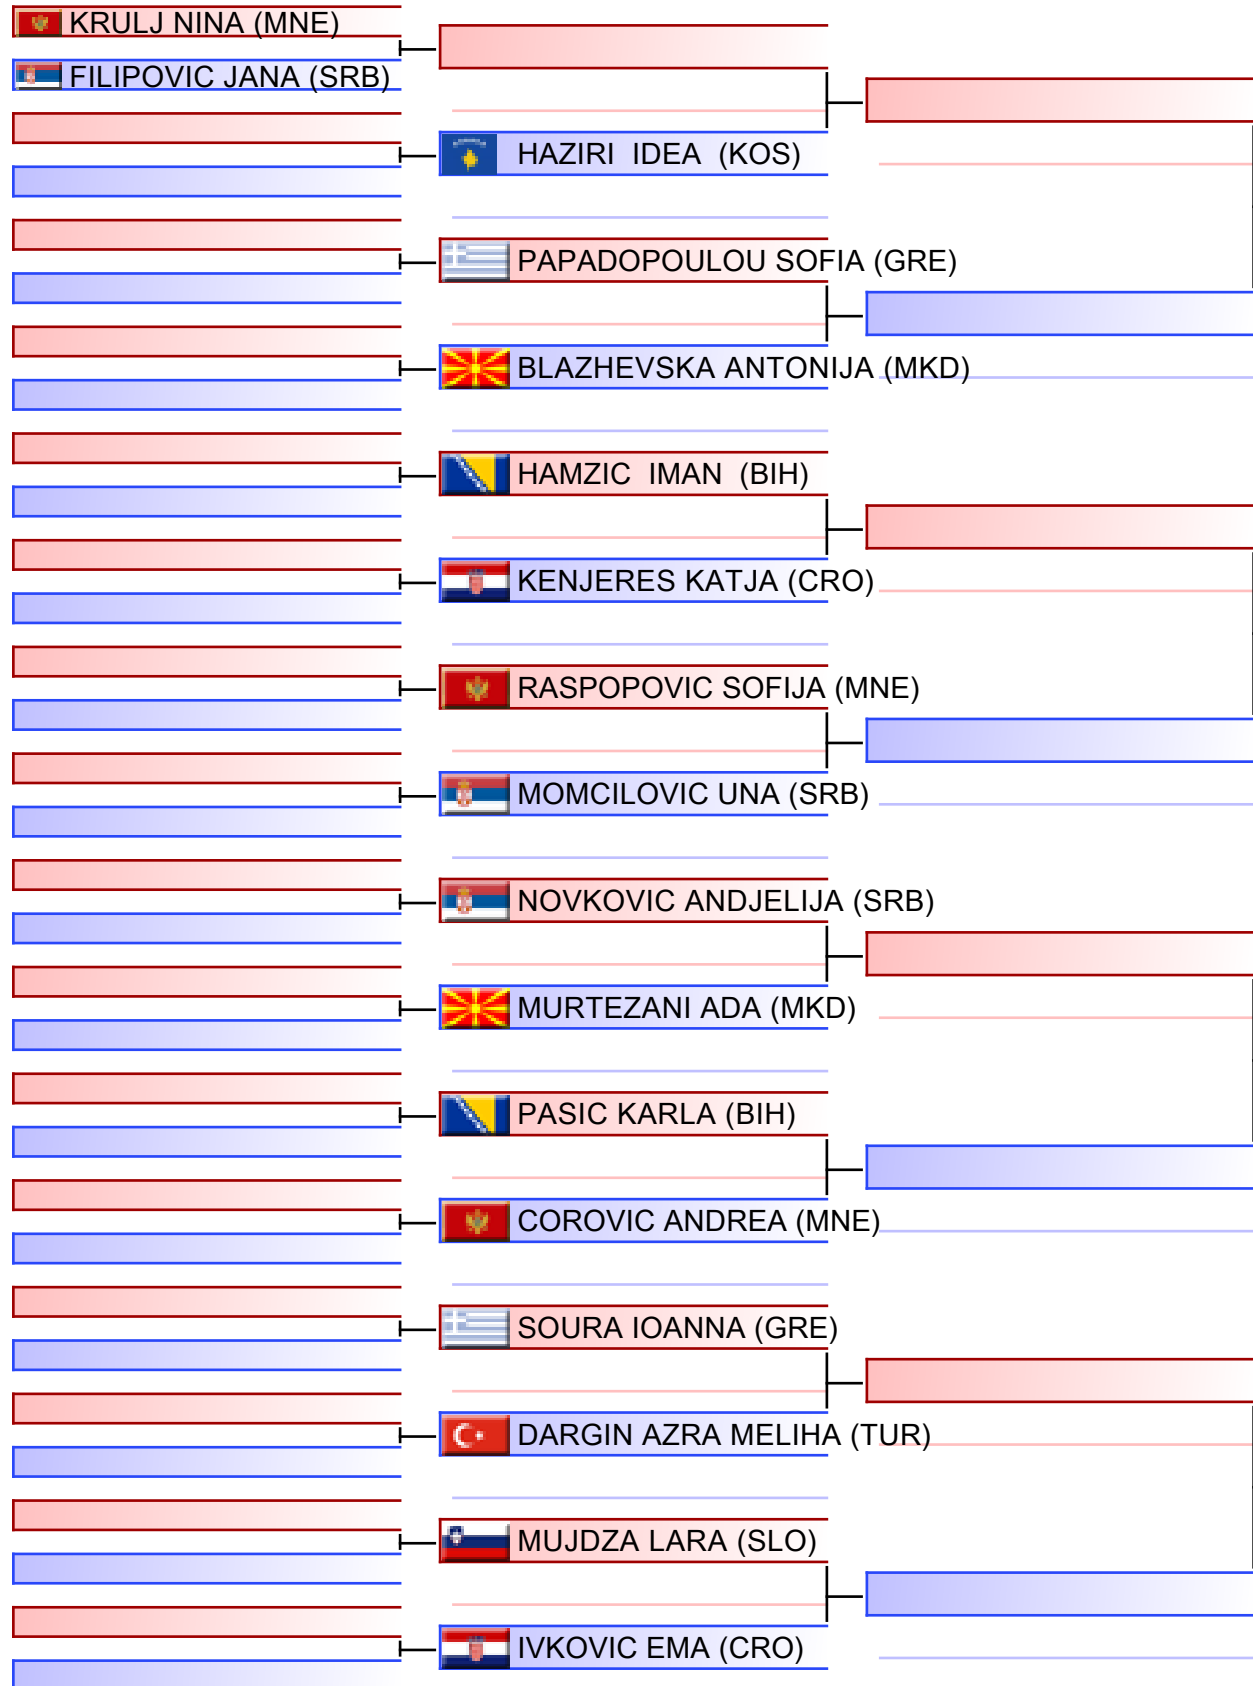 KRULJ NINA (MNE)
FILIPOVIC JANA (SRB)
HAZIRI  IDEA  (KOS)
PAPADOPOULOU SOFIA (GRE)
BLAZHEVSKA ANTONIJA (MKD)
HAMZIC  IMAN  (BIH)
KENJERES KATJA (CRO)
RASPOPOVIC SOFIJA (MNE)
MOMCILOVIC UNA (SRB)
NOVKOVIC ANDJELIJA (SRB)
MURTEZANI ADA (MKD)
PASIC KARLA (BIH)
COROVIC ANDREA (MNE)
SOURA IOANNA (GRE)
DARGIN AZRA MELIHA (TUR)
MUJDZA LARA (SLO)
IVKOVIC EMA (CRO)